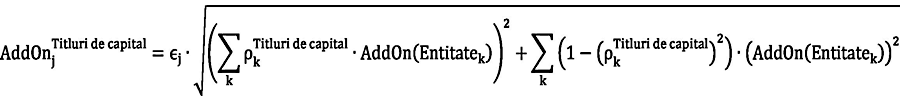 AddOn_j^{Titluri de capital} = ϵ_j · √((∑_k ρ_k^{Titluri de capital} · AddOn(Entitate_k))^2 + ∑_k (1 − (ρ_k^{Titluri de capital})^2) · (AddOn(Entitate_k))^2)